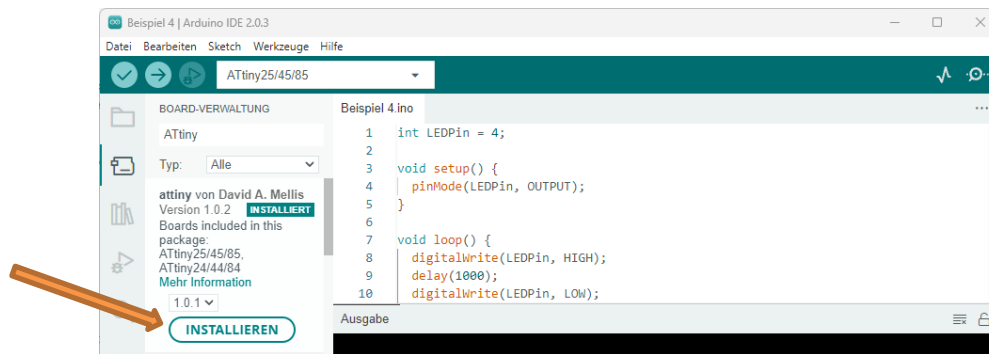 Beispiel 4 | Arduino IDE 2.0.3
Datei Bearbeiten Sketch Werkzeuge Hilfe
ATtiny25/45/85
BOARD-VERWALTUNG
ATtiny
Typ: Alle
attiny von David A. Mellis
Version 1.0.2 INSTALLIERT
Boards included in this
package:
ATtiny25/45/85,
ATtiny24/44/84
Mehr Information
1.0.1
INSTALLIEREN
Beispiel 4.ino
1 int LEDPin = 4;
2
3 void setup() {
4 pinMode(LEDPin, OUTPUT);
5 }
6
7 void loop() {
8 digitalWrite(LEDPin, HIGH);
9 delay(1000);
10 digitalWrite(LEDPin, LOW);
Ausgabe